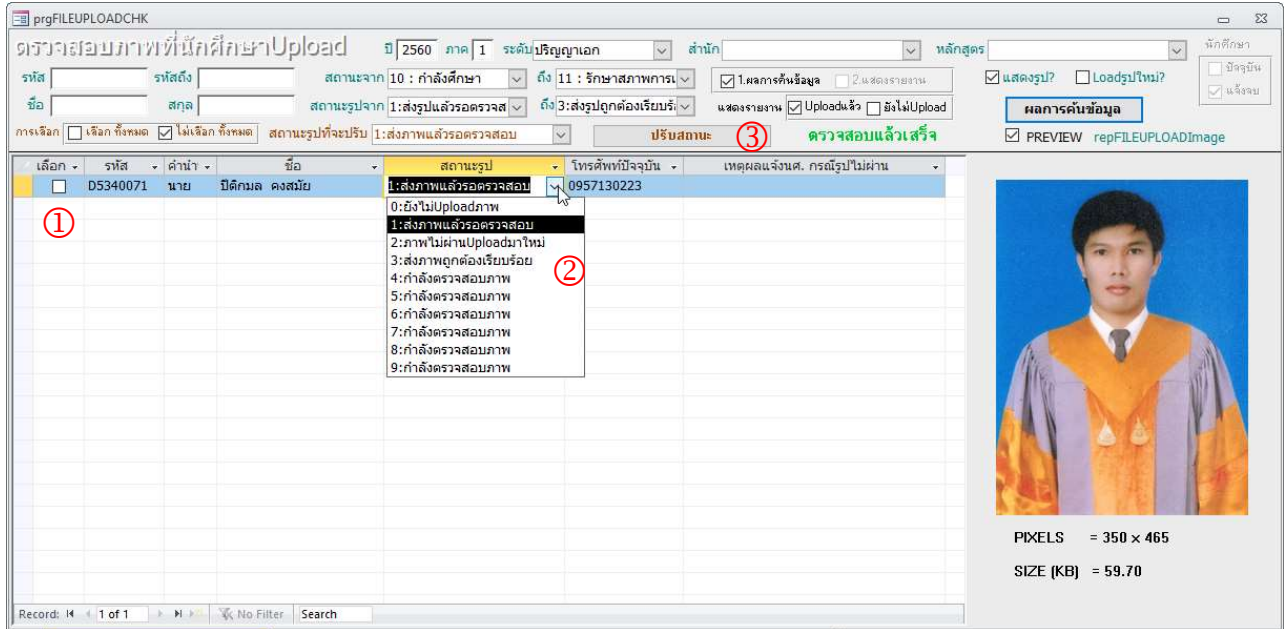 prgFILEUPLOADCHK
ตรวจสอบภาพที่นักศึกษาUpload ปี 2560 ภาค 1 ระดับ ปริญญาเอก สำนัก หลักสูตร นักศึกษา
รหัส รหัสถึง สถานะจาก 10 : กำลังศึกษา ถึง 11 : รักษาสภาพการเ 1.ผลการค้นข้อมูล 2.แสดงรายงาน แสดงรูป? Loadรูปใหม่? ปัจจุบัน
ชื่อ สกุล สถานะรูปจาก 1:ส่งรูปแล้วรอตรวจส ถึง 3:ส่งรูปถูกต้องเรียบร้ แสดงรายงาน Uploadแล้ว ยังไม่Upload ผลการค้นข้อมูล แจ้งจบ
การเลือก เลือก ทั้งหมด ไม่เลือก ทั้งหมด สถานะรูปที่จะปรับ 1:ส่งภาพแล้วรอตรวจสอบ ปรับสถานะ ③ ตรวจสอบแล้วเสร็จ PREVIEW repFILEUPLOADImage
เลือก รหัส คำนำ ชื่อ สถานะรูป โทรศัพท์ปัจจุบัน เหตุผลแจ้งนศ. กรณีรูปไม่ผ่าน
D5340071 นาย ปิติกมล คงสมัย 1:ส่งภาพแล้วรอตรวจสอบ 0957130223
0:ยังไม่Uploadภาพ
① 1:ส่งภาพแล้วรอตรวจสอบ
2:ภาพไม่ผ่านUploadมาใหม่
3:ส่งภาพถูกต้องเรียบร้อย ②
4:กำลังตรวจสอบภาพ
5:กำลังตรวจสอบภาพ
6:กำลังตรวจสอบภาพ
7:กำลังตรวจสอบภาพ
8:กำลังตรวจสอบภาพ
9:กำลังตรวจสอบภาพ
PIXELS = 350 x 465
SIZE (KB) = 59.70
Record: 1 of 1 No Filter Search